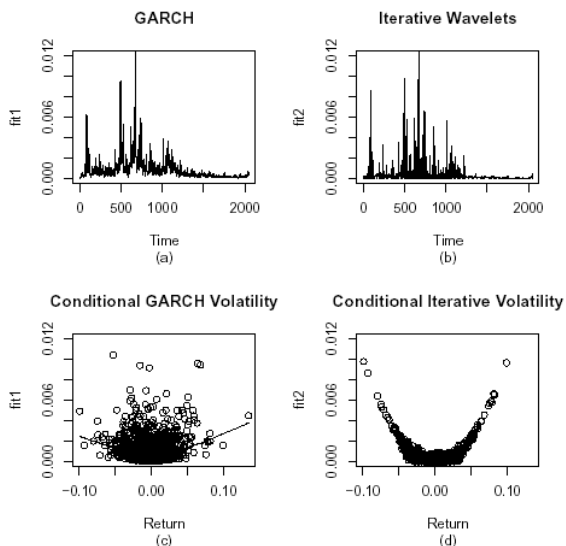 GARCH
fit1
0.000 0.006 0.012
0 500 1000 2000
Time
(a)
Iterative Wavelets
fit2
0.000 0.006 0.012
0 500 1000 2000
Time
(b)
Conditional GARCH Volatility
fit1
0.000 0.006 0.012
−0.10 0.00 0.10
Return
(c)
Conditional Iterative Volatility
fit2
0.000 0.006 0.012
−0.10 0.00 0.10
Return
(d)